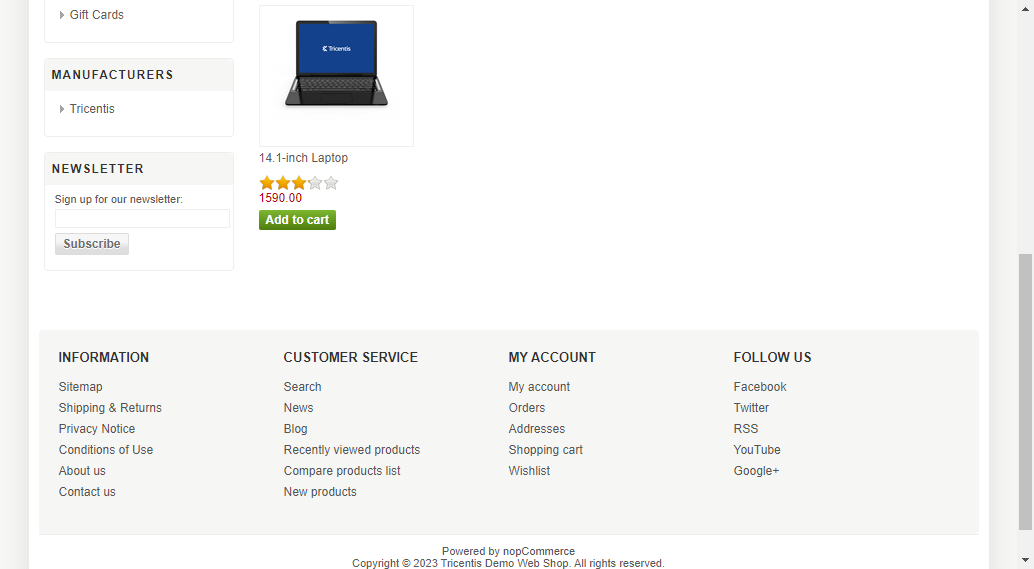 Gift Cards
MANUFACTURERS
Tricentis
NEWSLETTER
Sign up for our newsletter:
Subscribe
Tricentis
14.1-inch Laptop
1590.00
Add to cart
INFORMATION
Sitemap
Shipping & Returns
Privacy Notice
Conditions of Use
About us
Contact us
CUSTOMER SERVICE
Search
News
Blog
Recently viewed products
Compare products list
New products
MY ACCOUNT
My account
Orders
Addresses
Shopping cart
Wishlist
FOLLOW US
Facebook
Twitter
RSS
YouTube
Google+
Powered by nopCommerce
Copyright © 2023 Tricentis Demo Web Shop. All rights reserved.